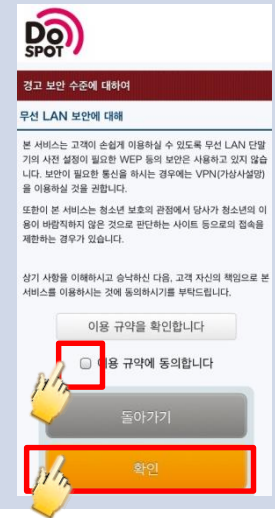 Do
SPOT
경고 보안 수준에 대하여
무선 LAN 보안에 대해
본 서비스는 고객이 손쉽게 이용하실 수 있도록 무선 LAN 단말
기의 사전 설정이 필요한 WEP 등의 보안은 사용하고 있지 않습
니다. 보안이 필요한 통신을 하시는 경우에는 VPN(가상사설망)
을 이용하실 것을 권합니다.
또한이 본 서비스는 청소년 보호의 관점에서 당사가 청소년의 이
용이 바람직하지 않은 것으로 판단하는 사이트 등으로의 접속을
제한하는 경우가 있습니다.
상기 사항을 이해하시고 승낙하신 다음, 고객 자신의 책임으로 본
서비스를 이용하시는 것에 동의하시기를 부탁드립니다.
이용 규약을 확인합니다
이용 규약에 동의합니다
돌아가기
확인